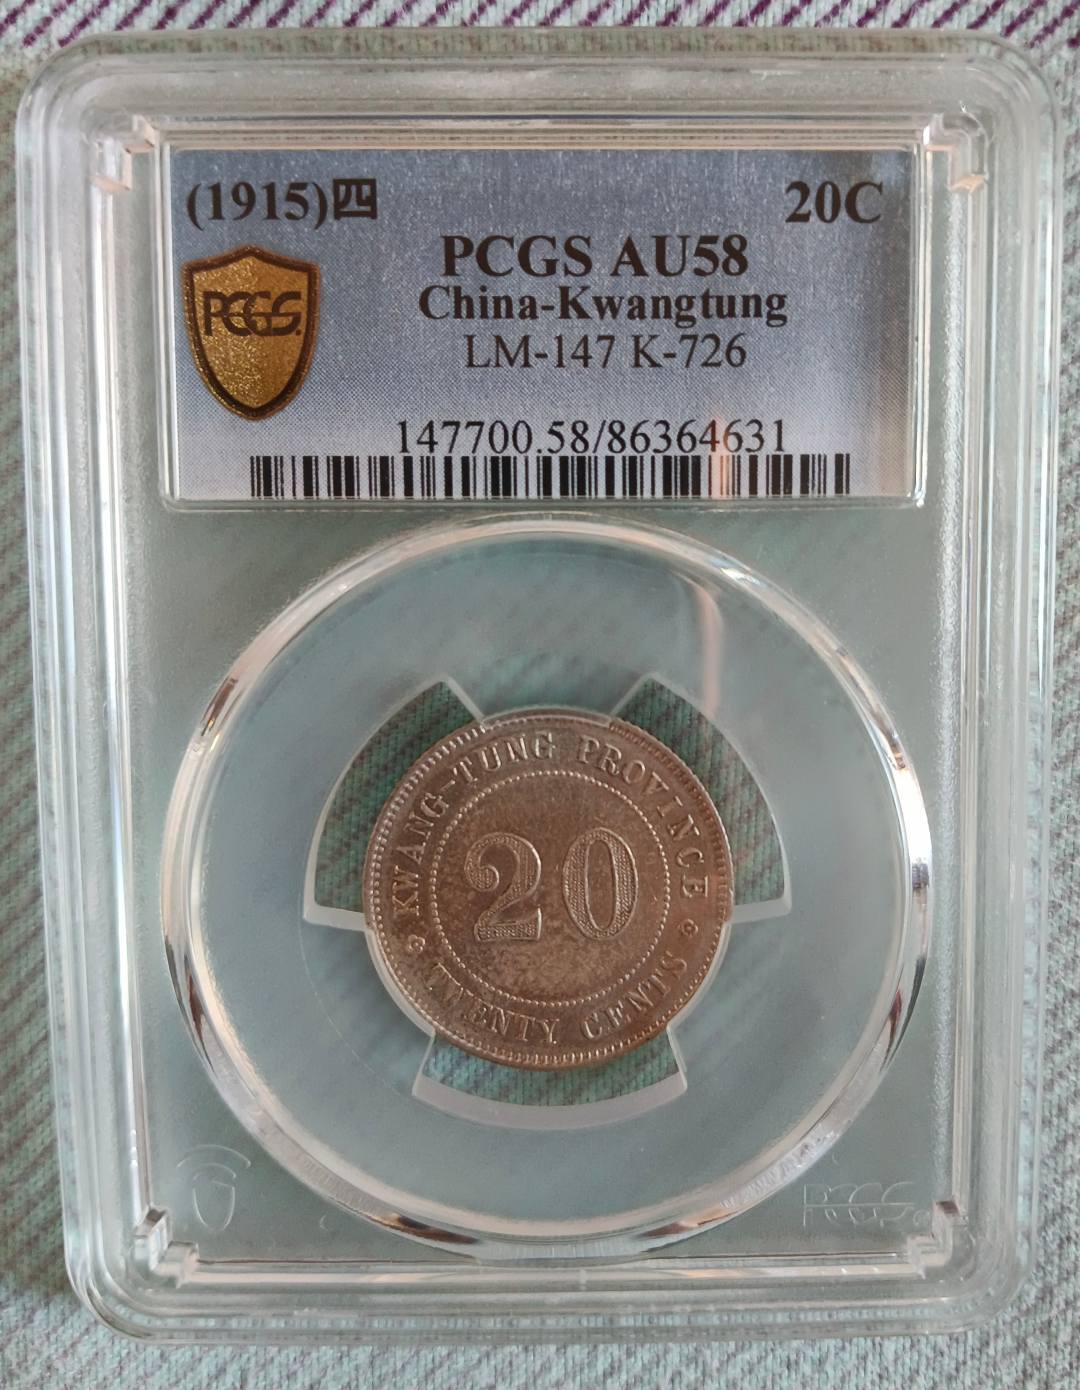 (1915)四 20C
PCGS AU58
China-Kwangtung
PCGS
LM-147 K-726
147700.58/86364631
KWANG-TUNG PROVINCE
20
TWENTY CENTS
PCGS